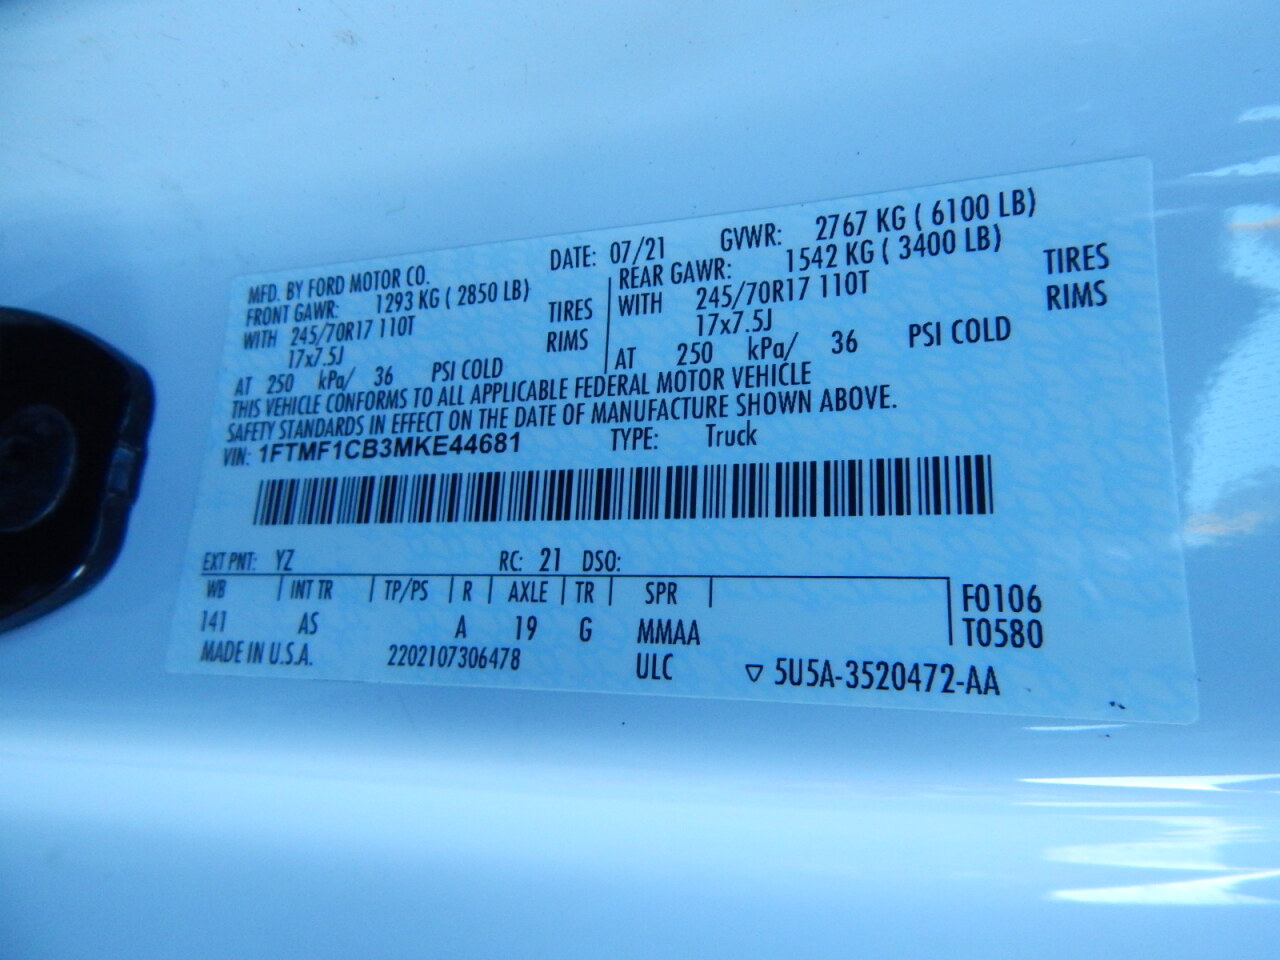 MFD. BY FORD MOTOR CO. DATE: 07/21 GVWR: 2767 KG ( 6100 LB)
FRONT GAWR: 1293 KG ( 2850 LB) REAR GAWR: 1542 KG ( 3400 LB)
WITH 245/70R17 110T TIRES WITH 245/70R17 110T TIRES
17x7.5J RIMS 17x7.5J RIMS
AT 250 kPa/ 36 PSI COLD AT 250 kPa/ 36 PSI COLD
THIS VEHICLE CONFORMS TO ALL APPLICABLE FEDERAL MOTOR VEHICLE
SAFETY STANDARDS IN EFFECT ON THE DATE OF MANUFACTURE SHOWN ABOVE.
VIN: 1FTMF1CB3MKE44681 TYPE: Truck
EXT PNT: YZ RC: 21 DSO:
WB INT TR TP/PS R AXLE TR SPR F0106
141 AS A 19 G MMAA T0580
MADE IN U.S.A. 2202107306478 ULC ▽ 5U5A-3520472-AA